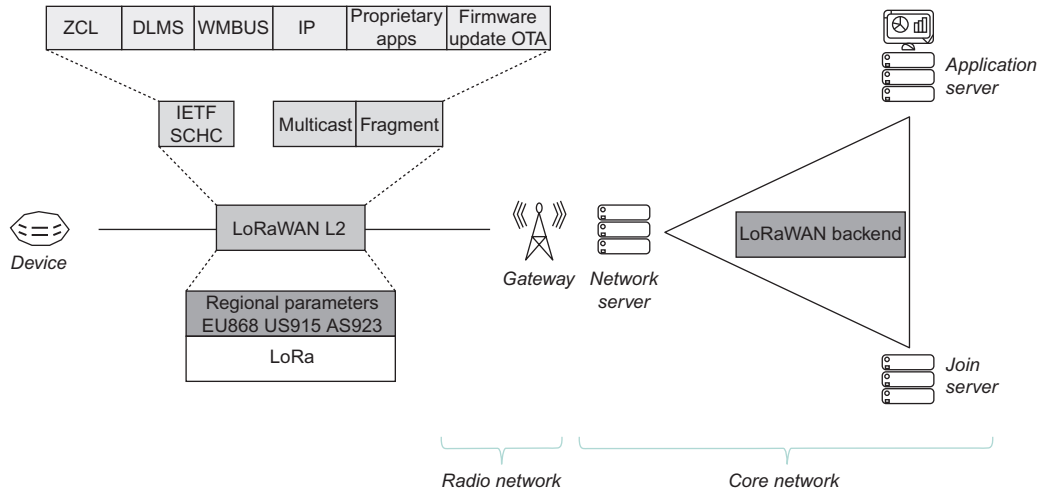 ZCL DLMS WMBUS IP Proprietary apps Firmware update OTA
IETF SCHC Multicast Fragment
Application server
LoRaWAN L2
LoRaWAN backend
Device
Gateway
Network server
Regional parameters
EU868 US915 AS923
LoRa
Join server
Radio network
Core network